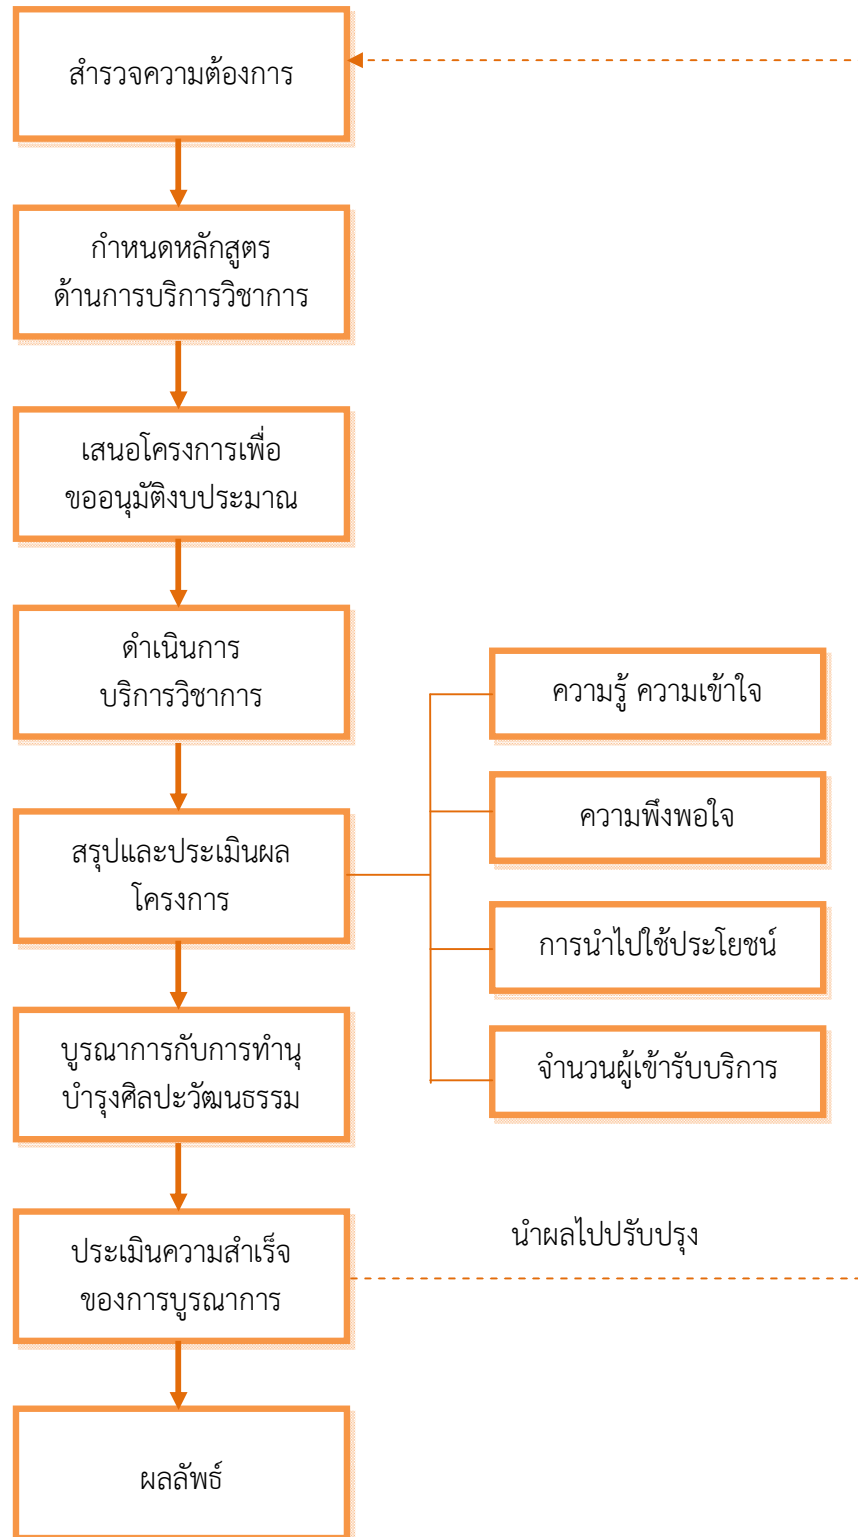 สำรวจความต้องการ
กำหนดหลักสูตร
ด้านการบริการวิชาการ
เสนอโครงการเพื่อ
ขออนุมัติงบประมาณ
ดำเนินการ
บริการวิชาการ
สรุปและประเมินผล
โครงการ
ความรู้ ความเข้าใจ
ความพึงพอใจ
การนำไปใช้ประโยชน์
จำนวนผู้เข้ารับบริการ
บูรณาการกับการทำนุ
บำรุงศิลปะวัฒนธรรม
ประเมินความสำเร็จ
ของการบูรณาการ
นำผลไปปรับปรุง
ผลลัพธ์